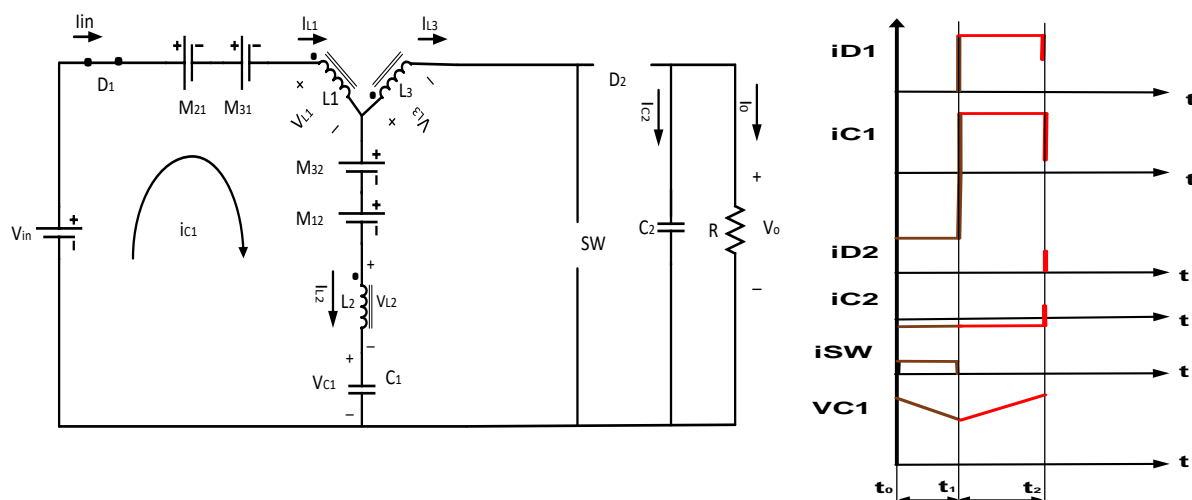 Iin
IL1
IL3
D1
M21
M31
L1
L3
VL1
VL3
D2
IC2
Io
M32
M12
Vin
iC1
SW
C2
R
Vo
IL2
L2
VL2
VC1
C1
iD1
t
iC1
t
iD2
t
iC2
t
iSW
t
VC1
t
to
t1
t2